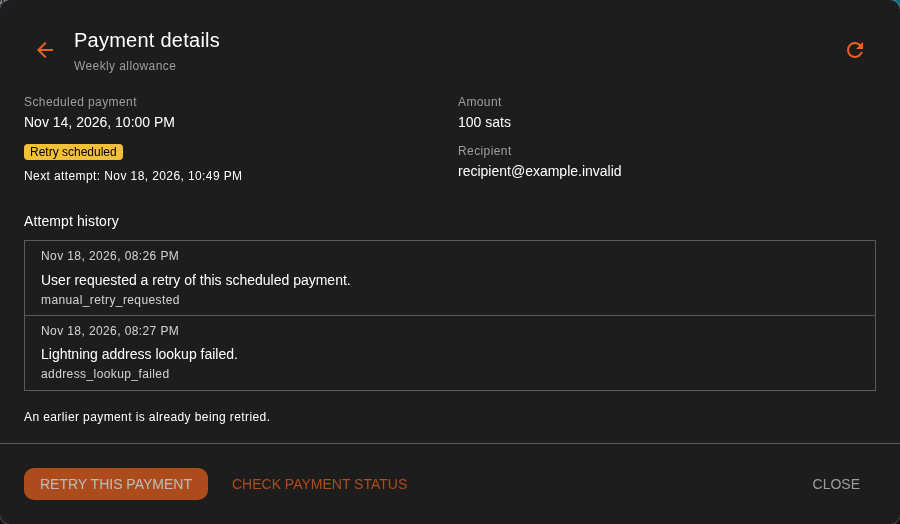 Payment details
Weekly allowance
Scheduled payment
Nov 14, 2026, 10:00 PM
Retry scheduled
Next attempt: Nov 18, 2026, 10:49 PM
Amount
100 sats
Recipient
recipient@example.invalid
Attempt history
Nov 18, 2026, 08:26 PM
User requested a retry of this scheduled payment.
manual_retry_requested
Nov 18, 2026, 08:27 PM
Lightning address lookup failed.
address_lookup_failed
An earlier payment is already being retried.
RETRY THIS PAYMENT
CHECK PAYMENT STATUS
CLOSE